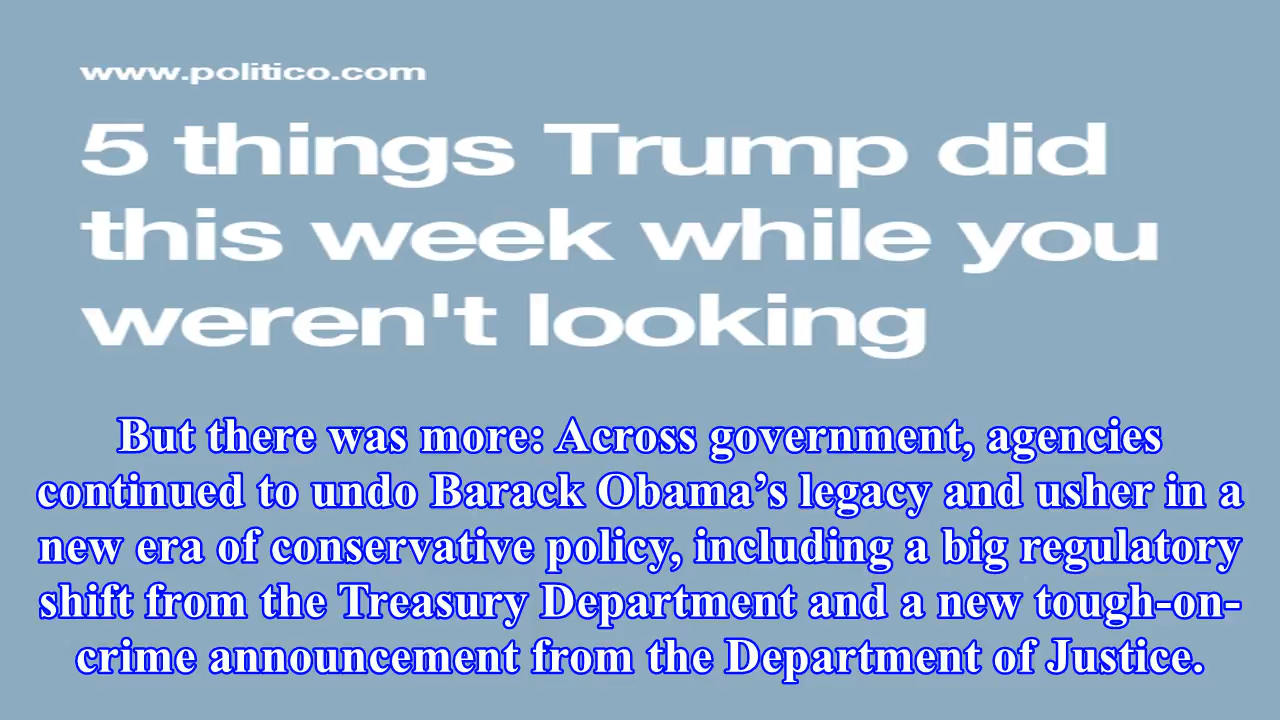 www.politico.com
5 things Trump did
this week while you
weren't looking
But there was more: Across government, agencies
continued to undo Barack Obama’s legacy and usher in a
new era of conservative policy, including a big regulatory
shift from the Treasury Department and a new tough-on-
crime announcement from the Department of Justice.